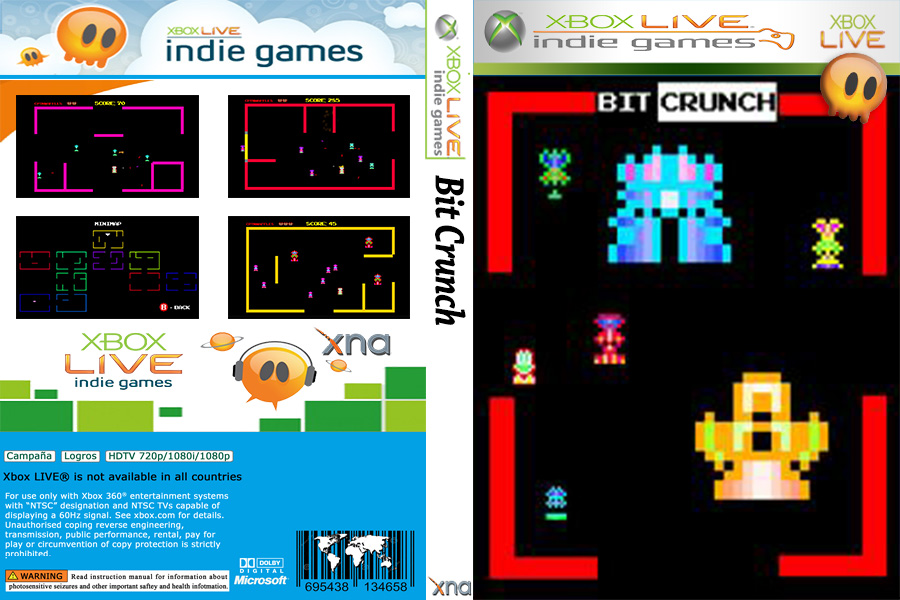 XBOX LIVE
indie games
SCORE 70
SCORE 255
MINIMAP
B - BACK
SCORE 45
XBOX
LIVE
indie games
xna
Campaña
Logros
HDTV 720p/1080i/1080p
Xbox LIVE® is not available in all countries
For use only with Xbox 360® entertainment systems
with “NTSC” designation and NTSC TVs capable of
displaying a 60Hz signal. See xbox.com for details.
Unauthorised coping reverse engineering,
transmission, public performance, rental, pay for
play or circumvention of copy protection is strictly
prohibited.
WARNING Read instruction manual for information about
photosensitive seizures and other important saftey and health infotmation.
DOLBY
DIGITAL
Microsoft
695438 134658
XBOX LIVE
indie games
Bit Crunch
xna
XBOX LIVE
indie games
XBOX
LIVE
BIT CRUNCH